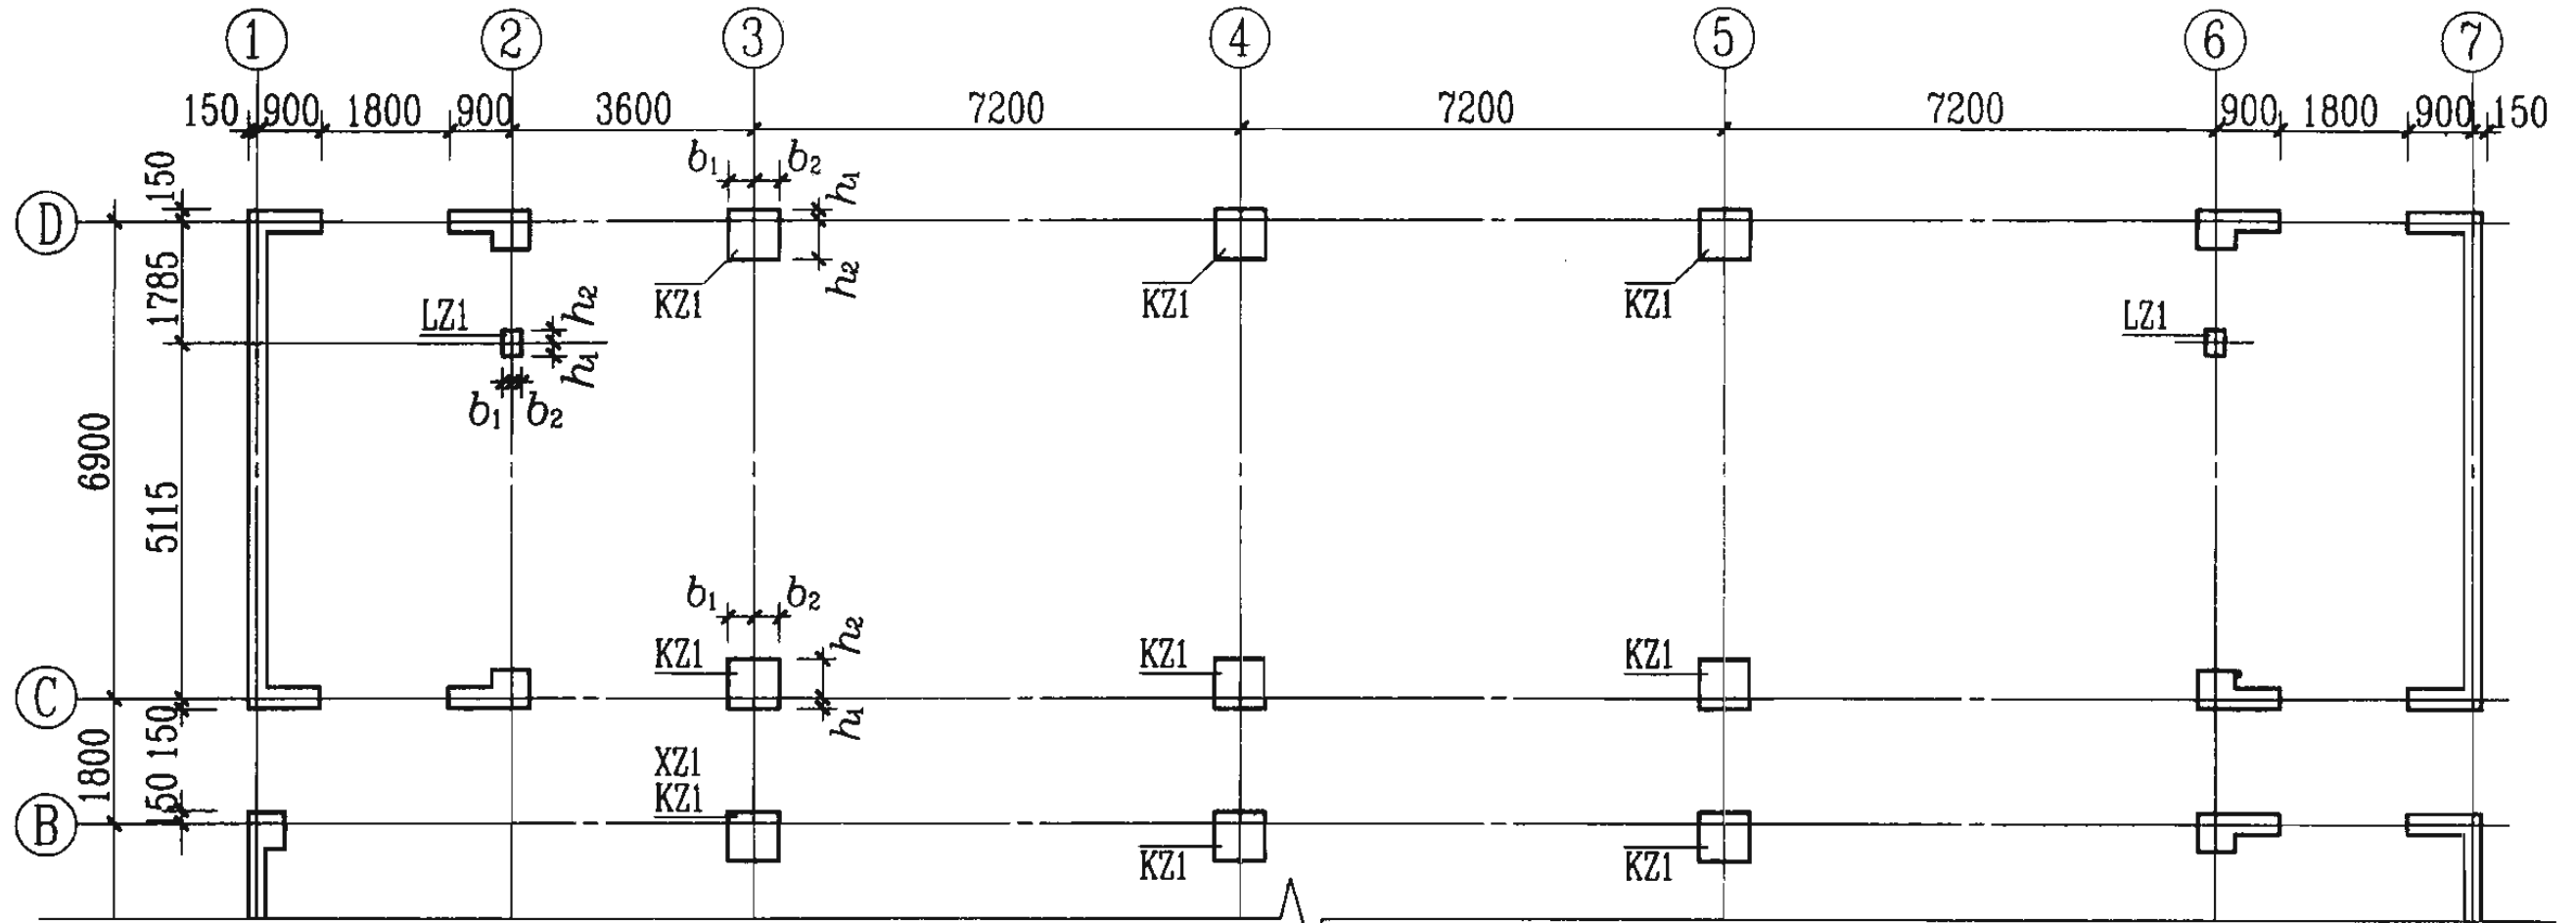 1 2 3 4 5 6 7
150 900 1800 900 3600 7200 7200 7200 900 1800 900 150
b1 b2
h1
150
D
h2
KZ1 KZ1 KZ1
1785
LZ1
h2
h1
b1 b2
LZ1
6900
5115
b1 b2
h2
KZ1 KZ1 KZ1
C
h1
150
1800
150
XZ1
KZ1
B
KZ1 KZ1